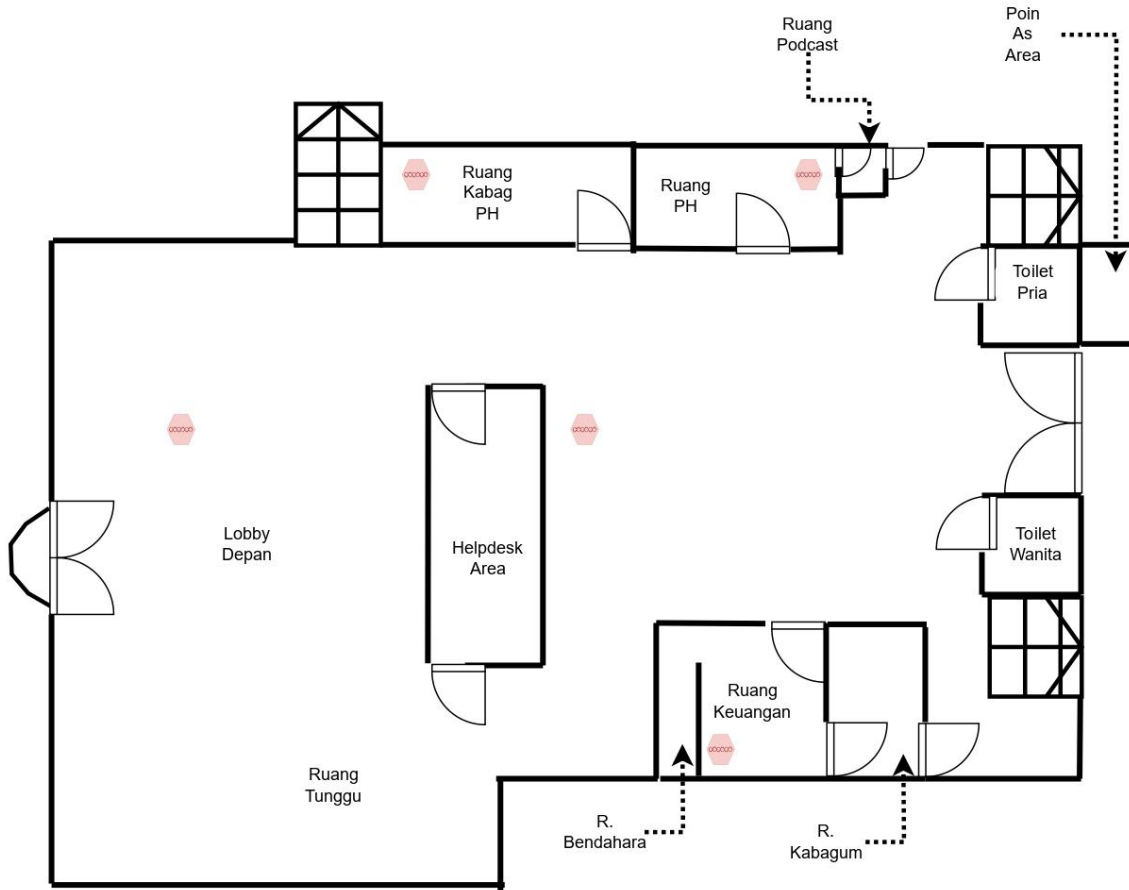 Ruang
Podcast
Poin
As
Area
Ruang
Kabag
PH
Ruang
PH
Toilet
Pria
Lobby
Depan
Helpdesk
Area
Toilet
Wanita
Ruang
Keuangan
Ruang
Tunggu
R.
Bendahara
R.
Kabagum